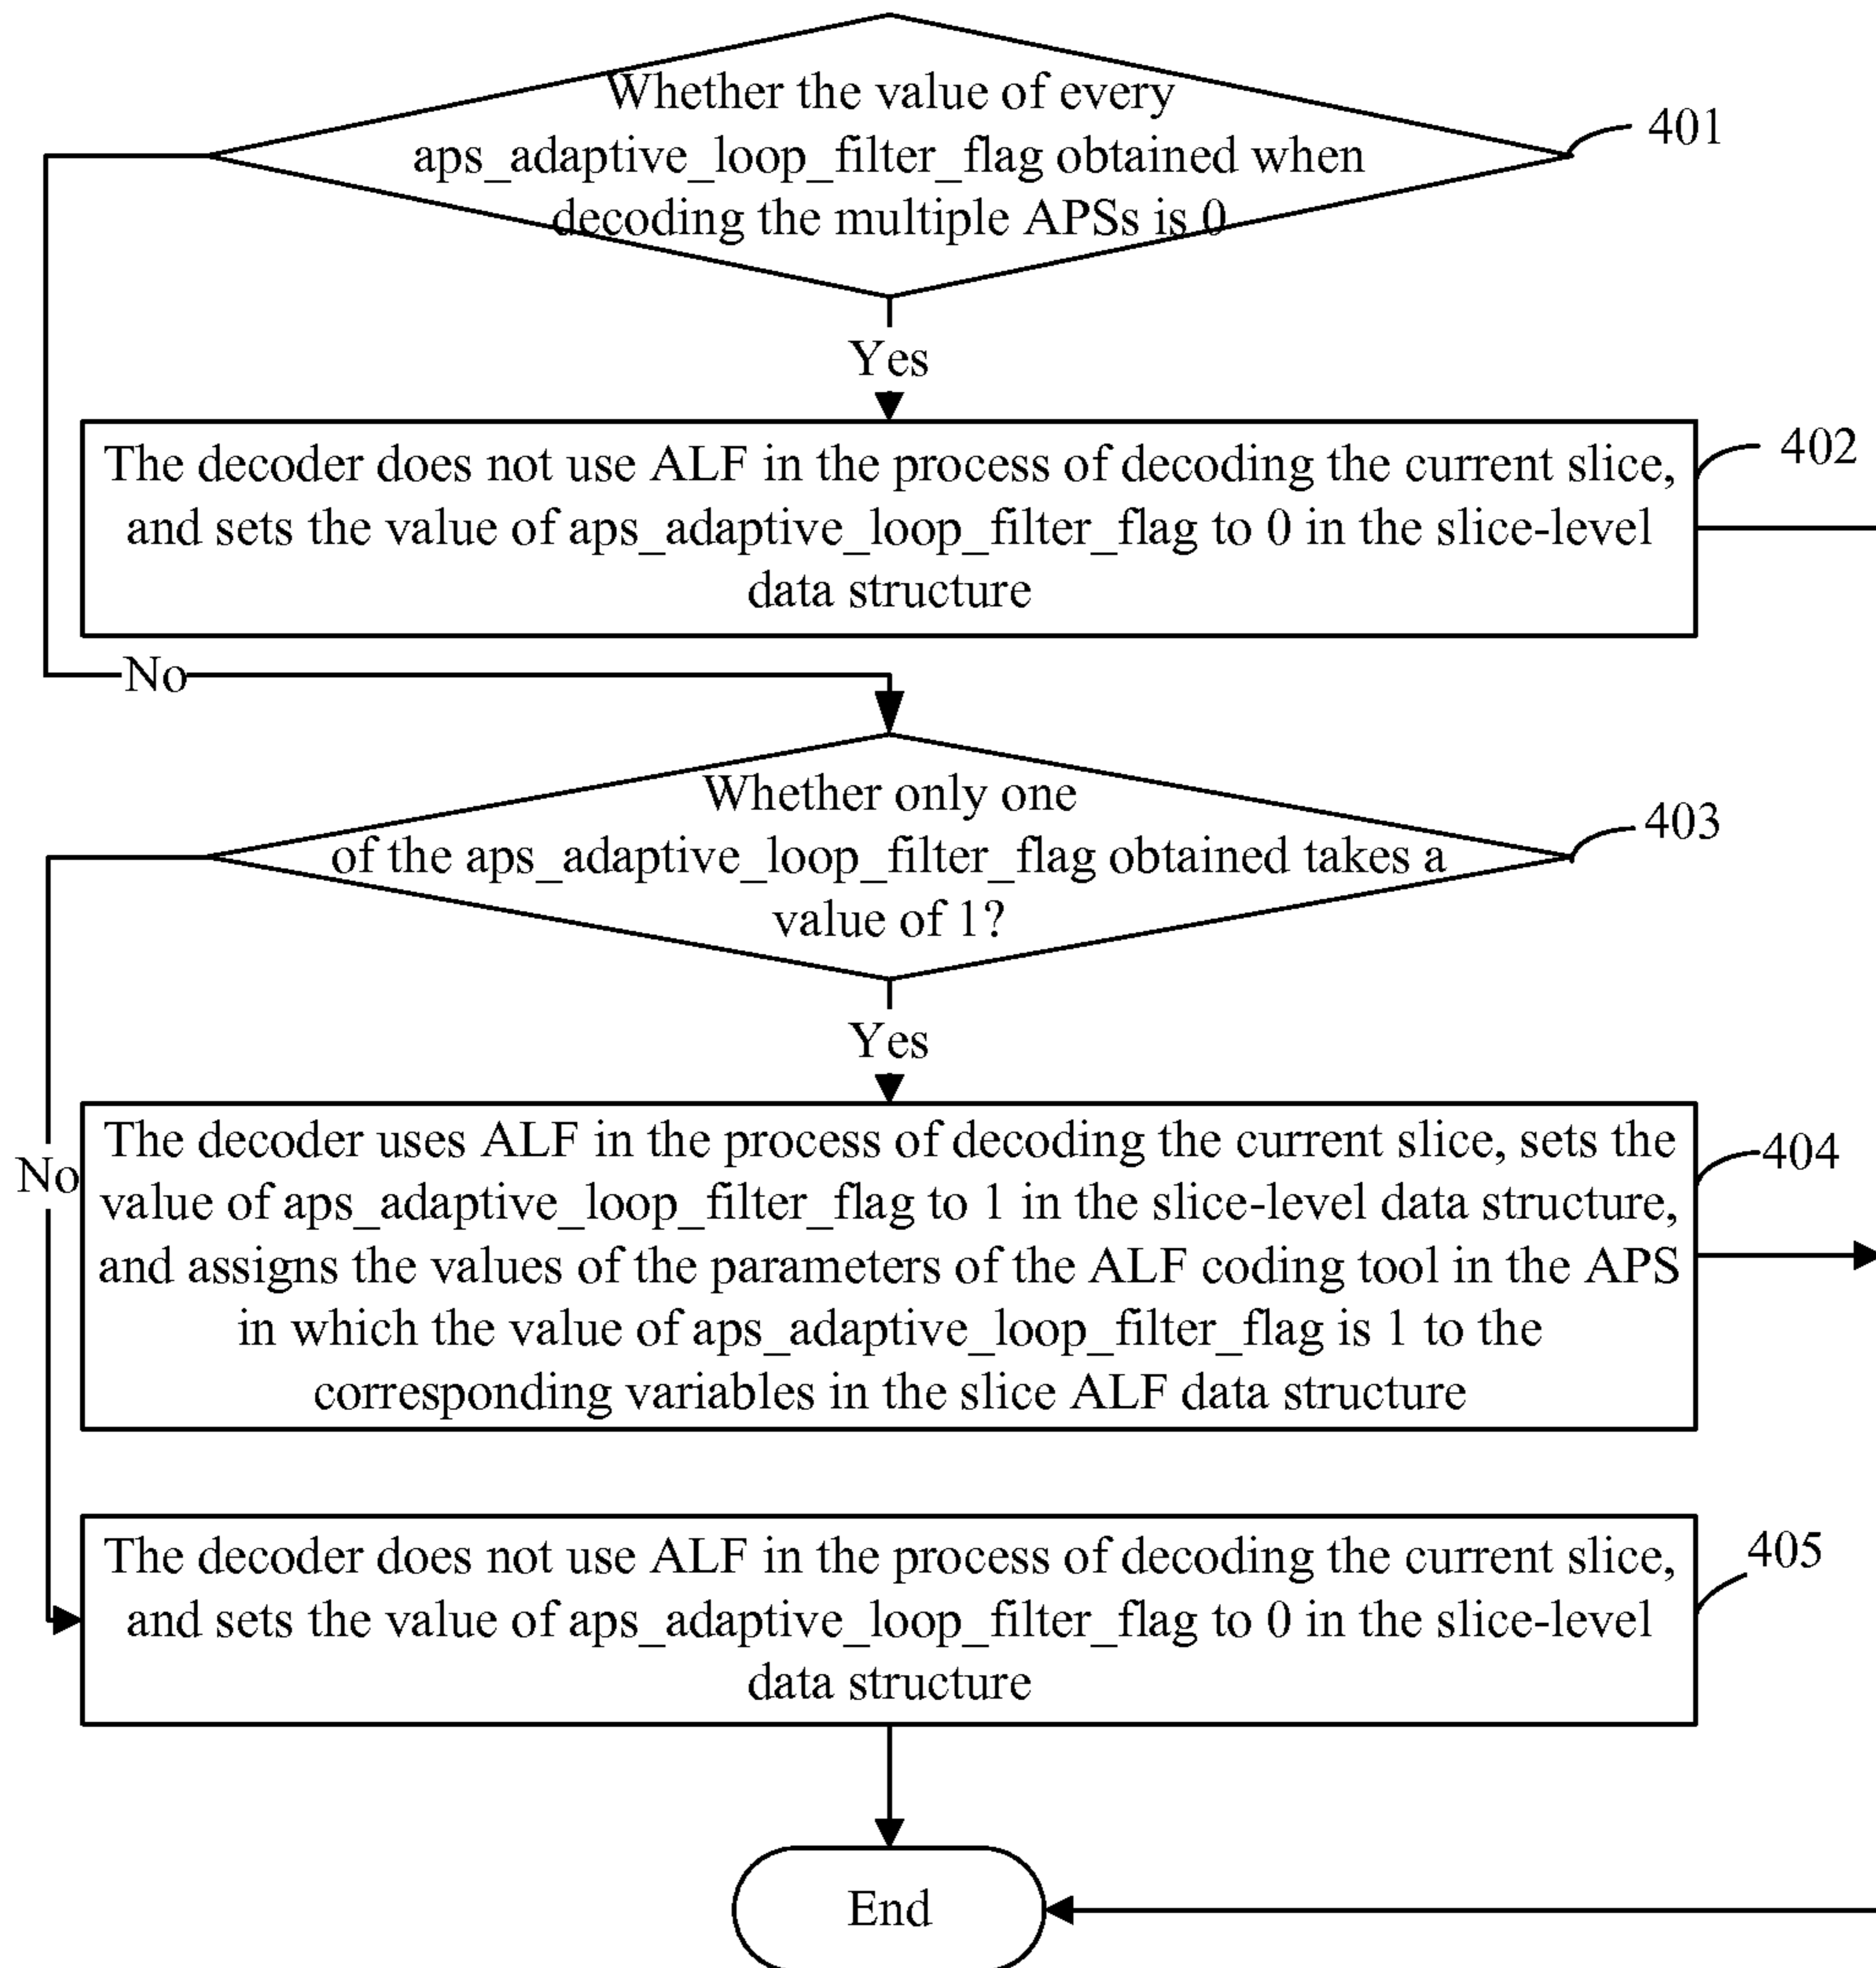 Whether the value of every
aps_adaptive_loop_filter_flag obtained when
decoding the multiple APSs is 0
401
Yes
The decoder does not use ALF in the process of decoding the current slice,
and sets the value of aps_adaptive_loop_filter_flag to 0 in the slice-level
data structure
402
No
Whether only one
of the aps_adaptive_loop_filter_flag obtained takes a
value of 1?
403
Yes
The decoder uses ALF in the process of decoding the current slice, sets the
value of aps_adaptive_loop_filter_flag to 1 in the slice-level data structure,
and assigns the values of the parameters of the ALF coding tool in the APS
in which the value of aps_adaptive_loop_filter_flag is 1 to the
corresponding variables in the slice ALF data structure
404
No
The decoder does not use ALF in the process of decoding the current slice,
and sets the value of aps_adaptive_loop_filter_flag to 0 in the slice-level
data structure
405
End